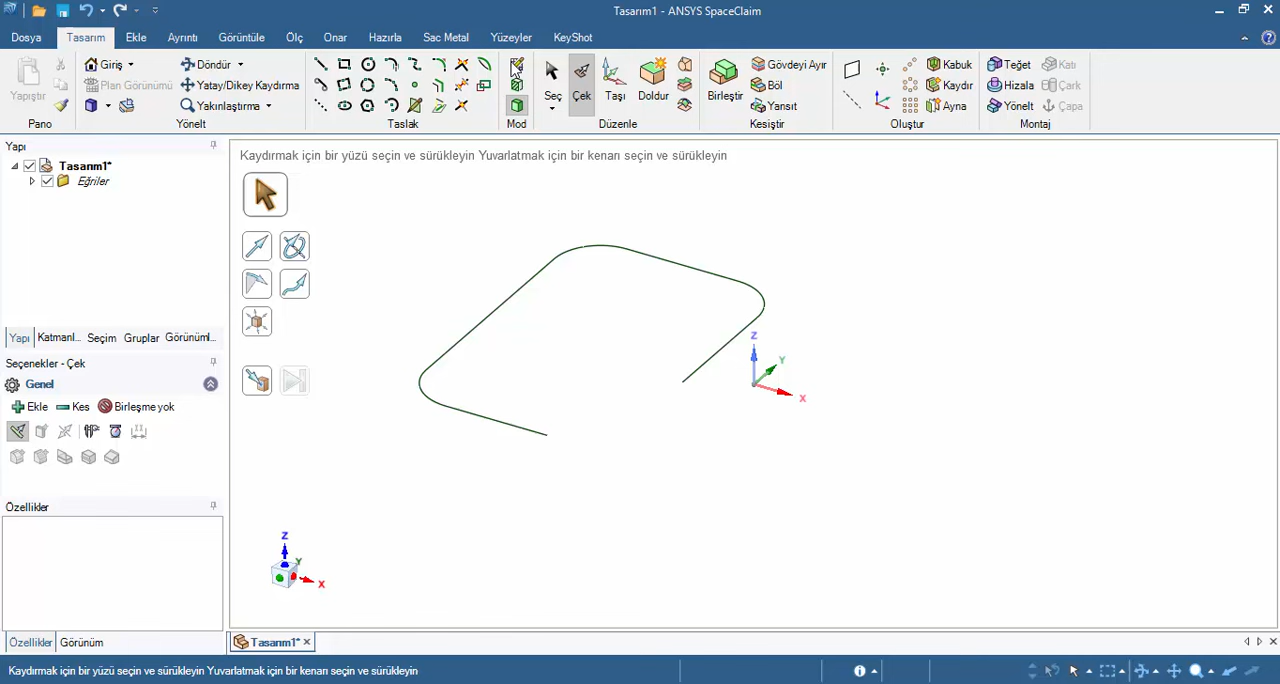 Tasarım1 - ANSYS SpaceClaim
Dosya Tasarım Ekle Ayrıntı Görüntüle Ölç Onar Hazırla Sac Metal Yüzeyler KeyShot
Yapıştır
Pano
Giriş Döndür
Plan Görünümü Yatay/Dikey Kaydırma
Yakınlaştırma
Yönelt
Taslak
Mod
Seç Çek Taşı Doldur
Düzenle
Birleştir
Gövdeyi Ayır
Böl
Yansıt
Kesiştir
Kabuk
Kaydır
Ayna
Oluştur
Teğet Katı
Hizala Çark
Yönelt Çapa
Montaj
Yapı
Tasarım1*
Eğriler
Yapı Katmanl... Seçim Gruplar Görünüml...
Seçenekler - Çek
Genel
Ekle Kes Birleşme yok
Özellikler
Özellikler Görünüm
Kaydırmak için bir yüzü seçin ve sürükleyin Yuvarlatmak için bir kenarı seçin ve sürükleyin
Z
Y
X
Z
Y
X
Tasarım1*
Kaydırmak için bir yüzü seçin ve sürükleyin Yuvarlatmak için bir kenarı seçin ve sürükleyin